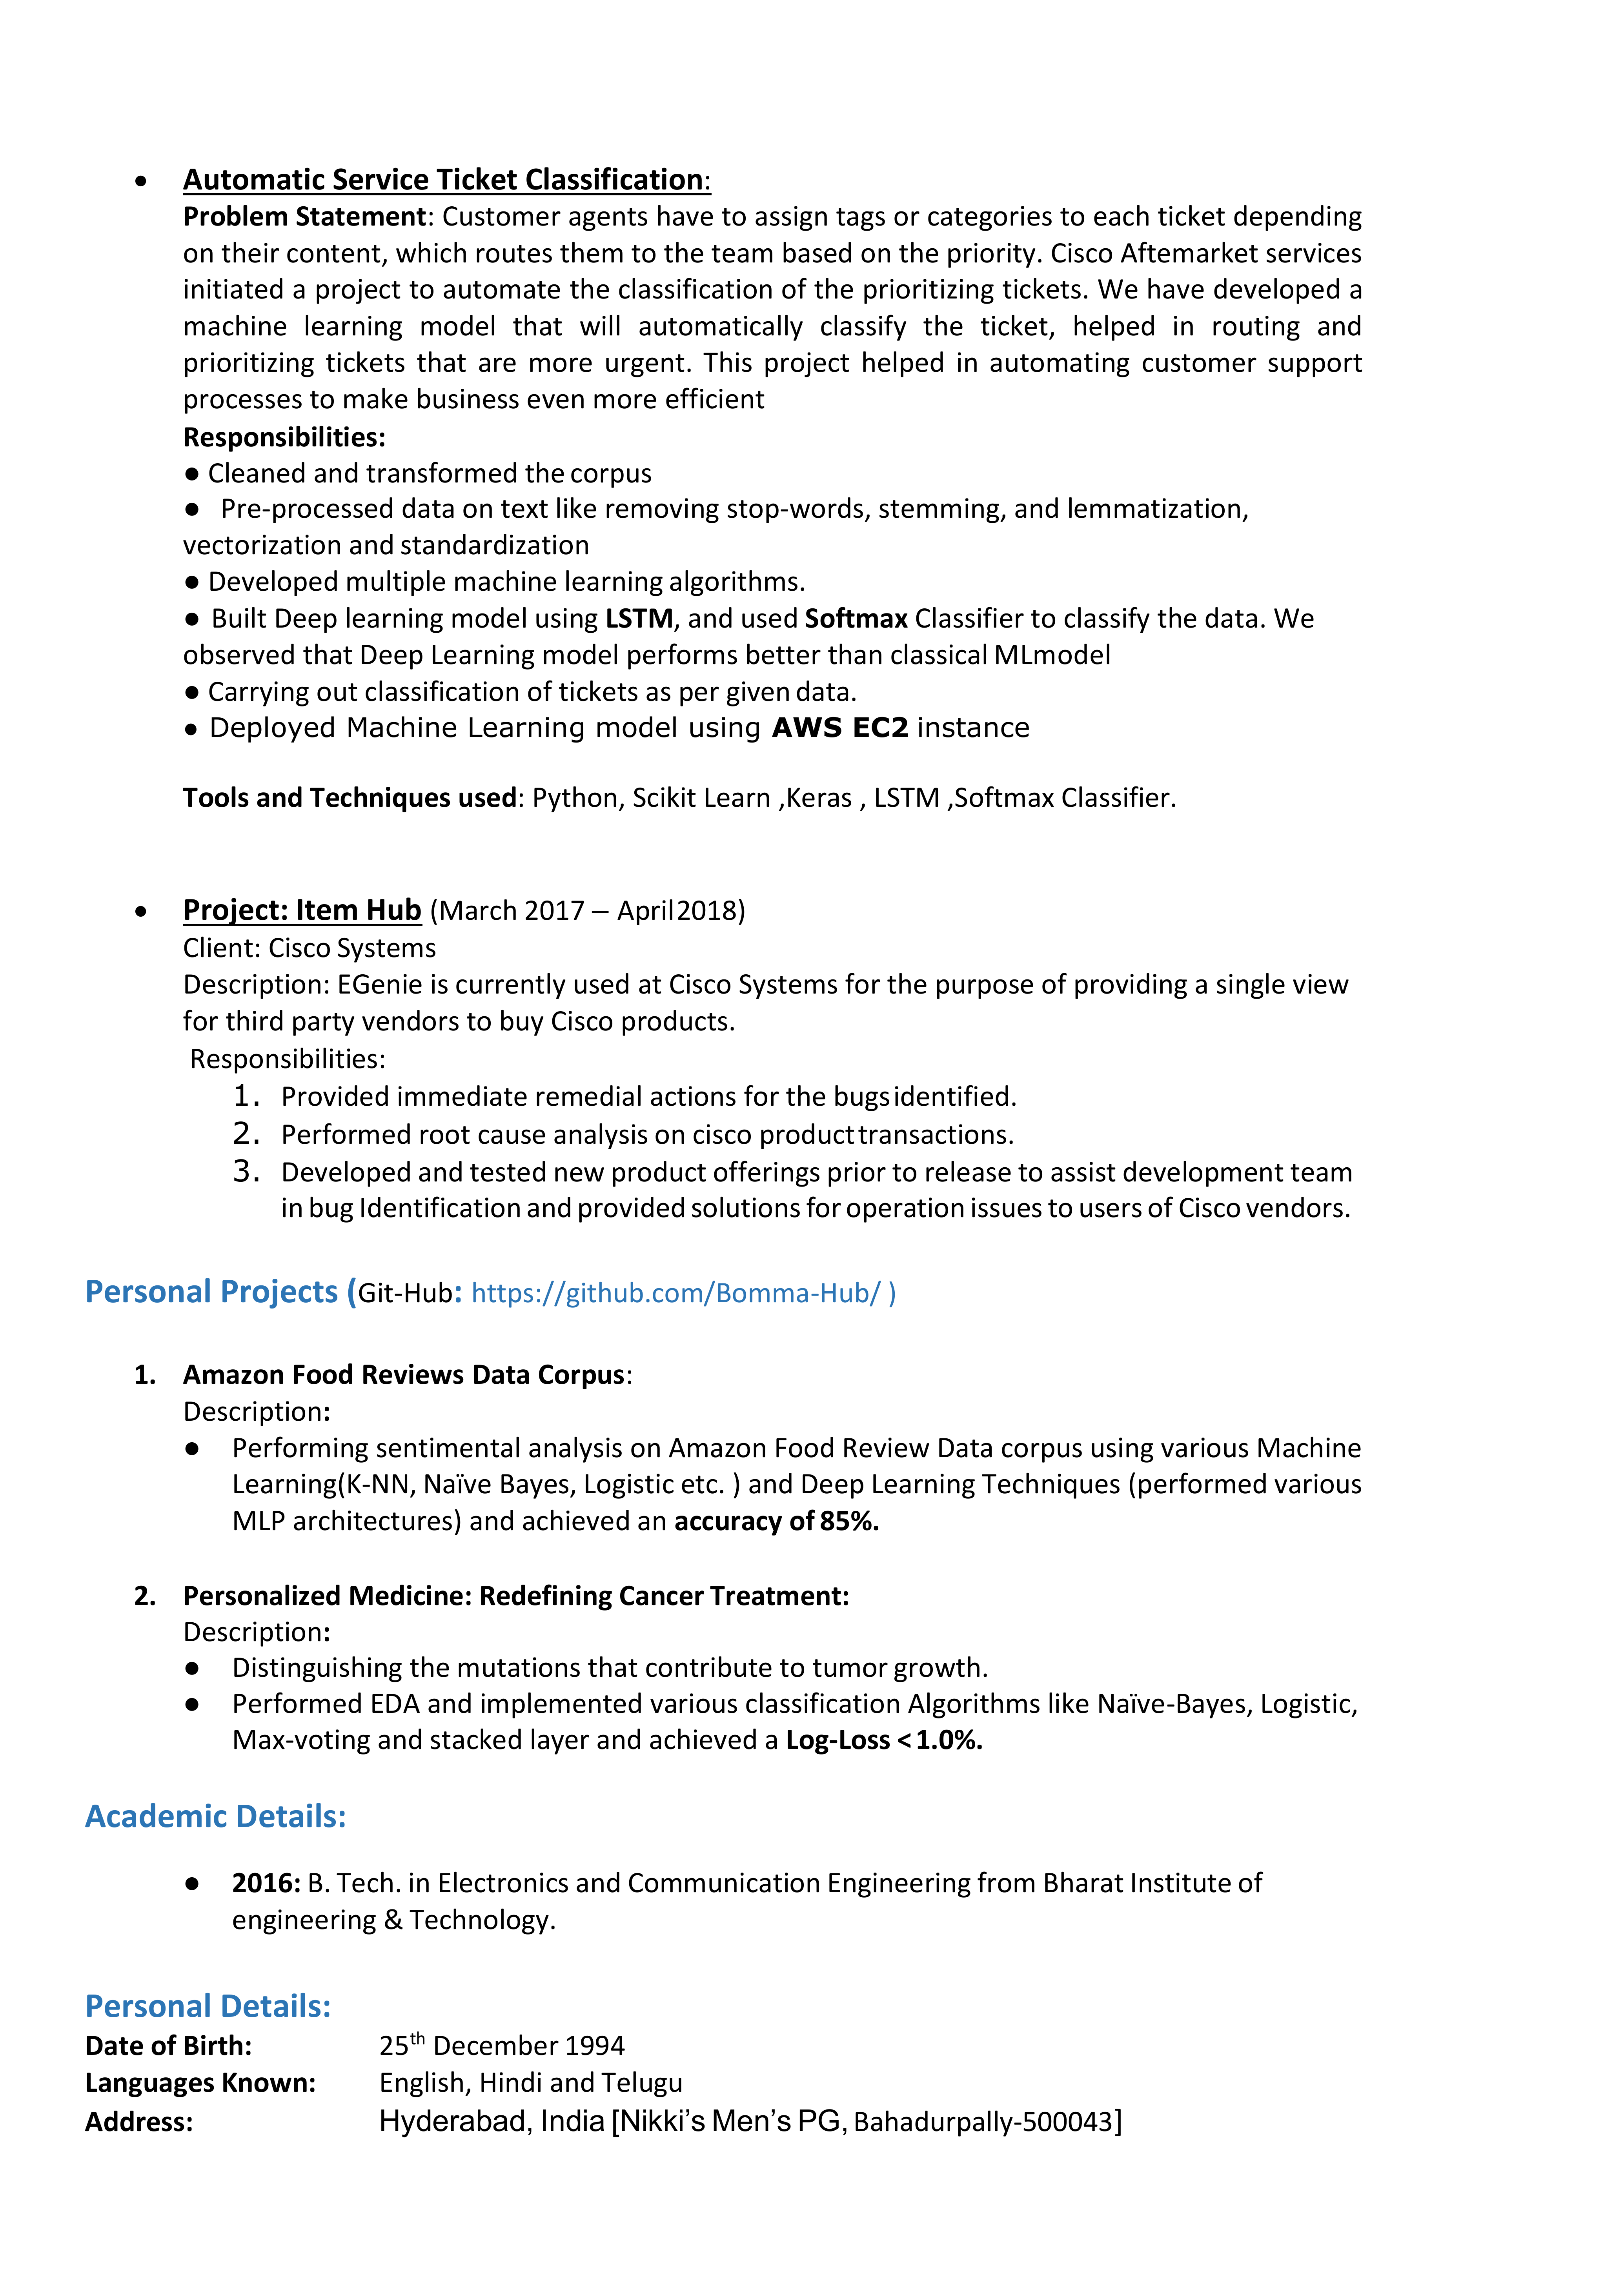 • Automatic Service Ticket Classification:
Problem Statement: Customer agents have to assign tags or categories to each ticket depending
on their content, which routes them to the team based on the priority. Cisco Aftemarket services
initiated a project to automate the classification of the prioritizing tickets. We have developed a
machine learning model that will automatically classify the ticket, helped in routing and
prioritizing tickets that are more urgent. This project helped in automating customer support
processes to make business even more efficient
Responsibilities:
● Cleaned and transformed the corpus
● Pre-processed data on text like removing stop-words, stemming, and lemmatization,
vectorization and standardization
● Developed multiple machine learning algorithms.
● Built Deep learning model using LSTM, and used Softmax Classifier to classify the data. We
observed that Deep Learning model performs better than classical MLmodel
● Carrying out classification of tickets as per given data.
● Deployed Machine Learning model using AWS EC2 instance
Tools and Techniques used: Python, Scikit Learn ,Keras , LSTM ,Softmax Classifier.
• Project: Item Hub (March 2017 – April 2018)
Client: Cisco Systems
Description: EGenie is currently used at Cisco Systems for the purpose of providing a single view
for third party vendors to buy Cisco products.
Responsibilities:
1. Provided immediate remedial actions for the bugs identified.
2. Performed root cause analysis on cisco product transactions.
3. Developed and tested new product offerings prior to release to assist development team
in bug Identification and provided solutions for operation issues to users of Cisco vendors.
Personal Projects (Git-Hub: https://github.com/Bomma-Hub/ )
1. Amazon Food Reviews Data Corpus:
Description:
● Performing sentimental analysis on Amazon Food Review Data corpus using various Machine
Learning(K-NN, Naïve Bayes, Logistic etc. ) and Deep Learning Techniques (performed various
MLP architectures) and achieved an accuracy of 85%.
2. Personalized Medicine: Redefining Cancer Treatment:
Description:
● Distinguishing the mutations that contribute to tumor growth.
● Performed EDA and implemented various classification Algorithms like Naïve-Bayes, Logistic,
Max-voting and stacked layer and achieved a Log-Loss < 1.0%.
Academic Details:
● 2016: B. Tech. in Electronics and Communication Engineering from Bharat Institute of
engineering & Technology.
Personal Details:
Date of Birth: 25th December 1994
Languages Known: English, Hindi and Telugu
Address: Hyderabad, India [Nikki’s Men’s PG, Bahadurpally-500043]